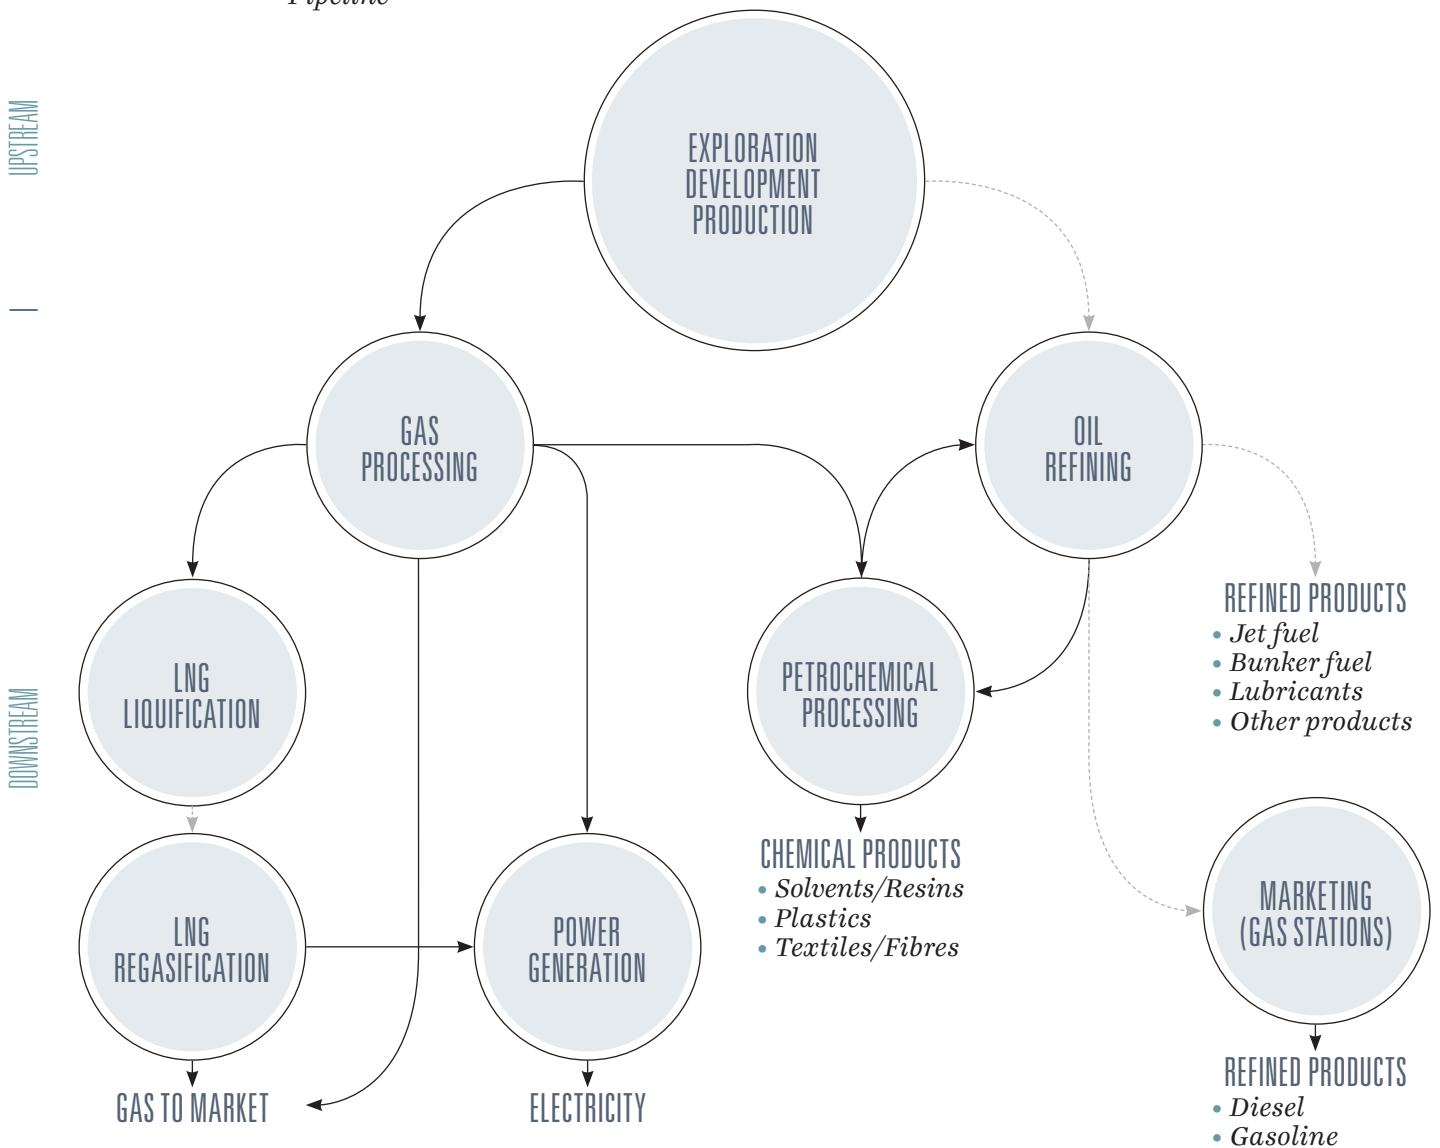 Pipeline
UPSTREAM
EXPLORATION
DEVELOPMENT
PRODUCTION
GAS
PROCESSING
OIL
REFINING
DOWNSTREAM
LNG
LIQUIFICATION
PETROCHEMICAL
PROCESSING
REFINED PRODUCTS
• Jet fuel
• Bunker fuel
• Lubricants
• Other products
LNG
REGASIFICATION
POWER
GENERATION
CHEMICAL PRODUCTS
• Solvents/Resins
• Plastics
• Textiles/Fibres
MARKETING
(GAS STATIONS)
GAS TO MARKET
ELECTRICITY
REFINED PRODUCTS
• Diesel
• Gasoline